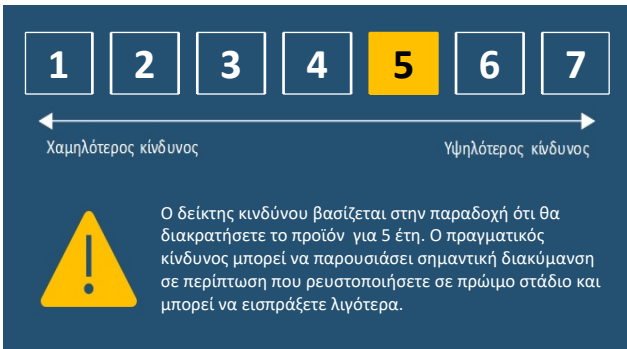 1 2 3 4 5 6 7
Χαμηλότερος κίνδυνος Υψηλότερος κίνδυνος
Ο δείκτης κινδύνου βασίζεται στην παραδοχή ότι θα
διακρατήσετε το προϊόν για 5 έτη. Ο πραγματικός
κίνδυνος μπορεί να παρουσιάσει σημαντική διακύμανση
σε περίπτωση που ρευστοποιήσετε σε πρώιμο στάδιο και
μπορεί να εισπράξετε λιγότερα.